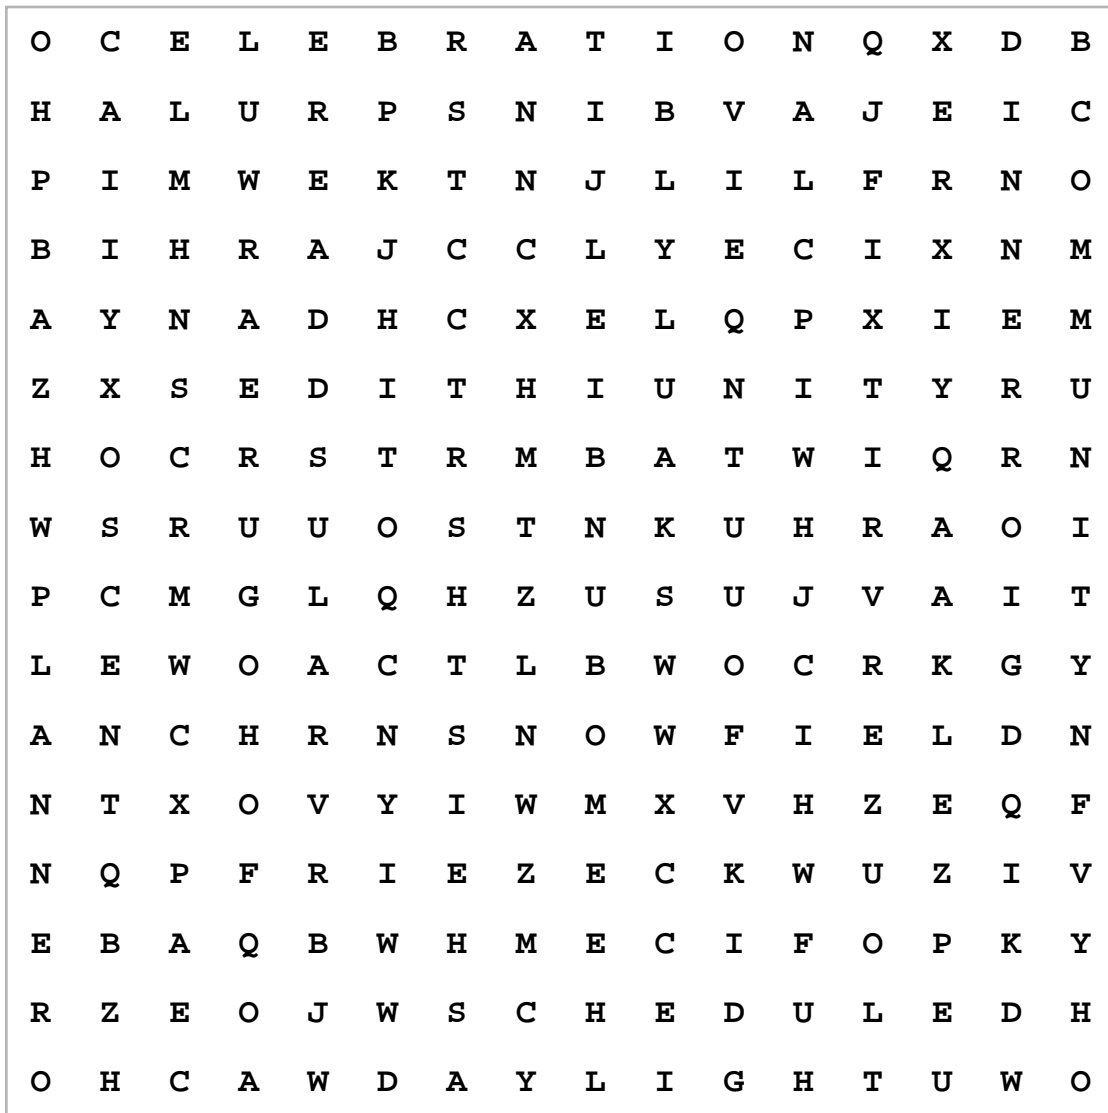 O C E L E B R A T I O N Q X D B
H A L U R P S N I B V A J E I C
P I M W E K T N J L I L F R N O
B I H R A J C C L Y E C I X N M
A Y N A D H C X E L Q P X I E M
Z X S E D I T H I U N I T Y R U
H O C R S T R M B A T W I Q R N
W S R U U O S T N K U H R A O I
P C M G L Q H Z U S U J V A I T
L E W O A C T L B W O C R K G Y
A N C H R N S N O W F I E L D N
N T X O V Y I W M X V H Z E Q F
N Q P F R I E Z E C K W U Z I V
E B A Q B W H M E C I F O P K Y
R Z E O J W S C H E D U L E D H
O H C A W D A Y L I G H T U W O